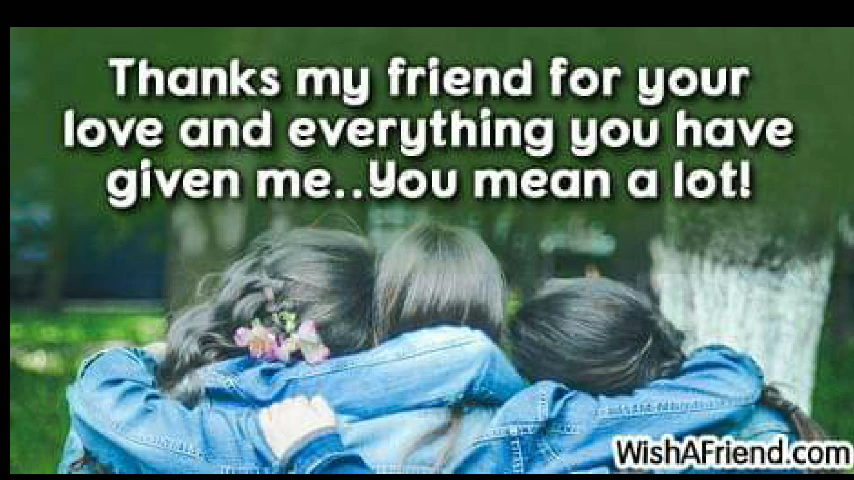 Thanks my friend for your
love and everything you have
given me..You mean a lot!
WishAFriend.com